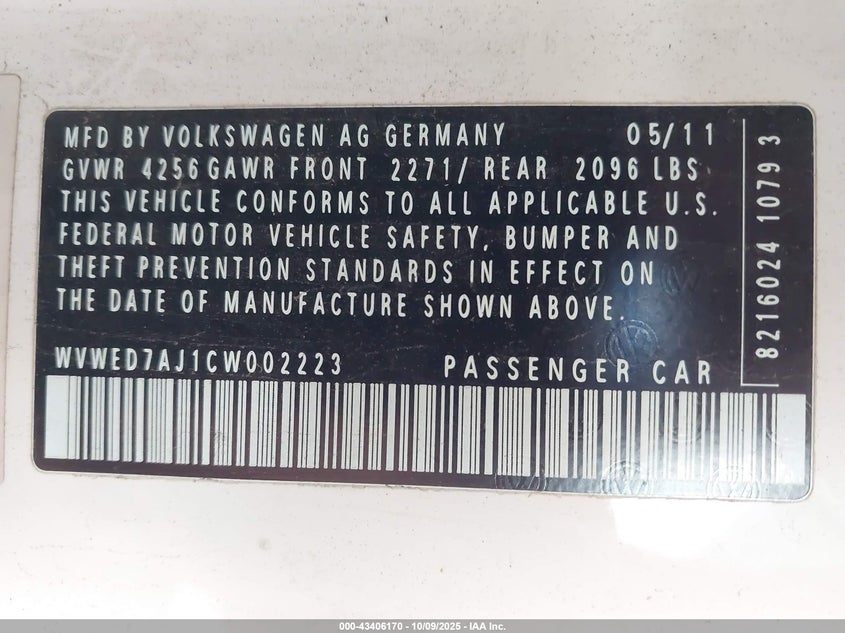 MFD BY VOLKSWAGEN AG GERMANY 05/11
GVWR 4256 GAWR FRONT 2271/ REAR 2096 LBS
THIS VEHICLE CONFORMS TO ALL APPLICABLE U.S.
FEDERAL MOTOR VEHICLE SAFETY, BUMPER AND
THEFT PREVENTION STANDARDS IN EFFECT ON
THE DATE OF MANUFACTURE SHOWN ABOVE.
WVWED7AJ1CW002223 PASSENGER CAR
8216024 1079 3
000-43406170 - 10/09/2025 - IAA Inc.